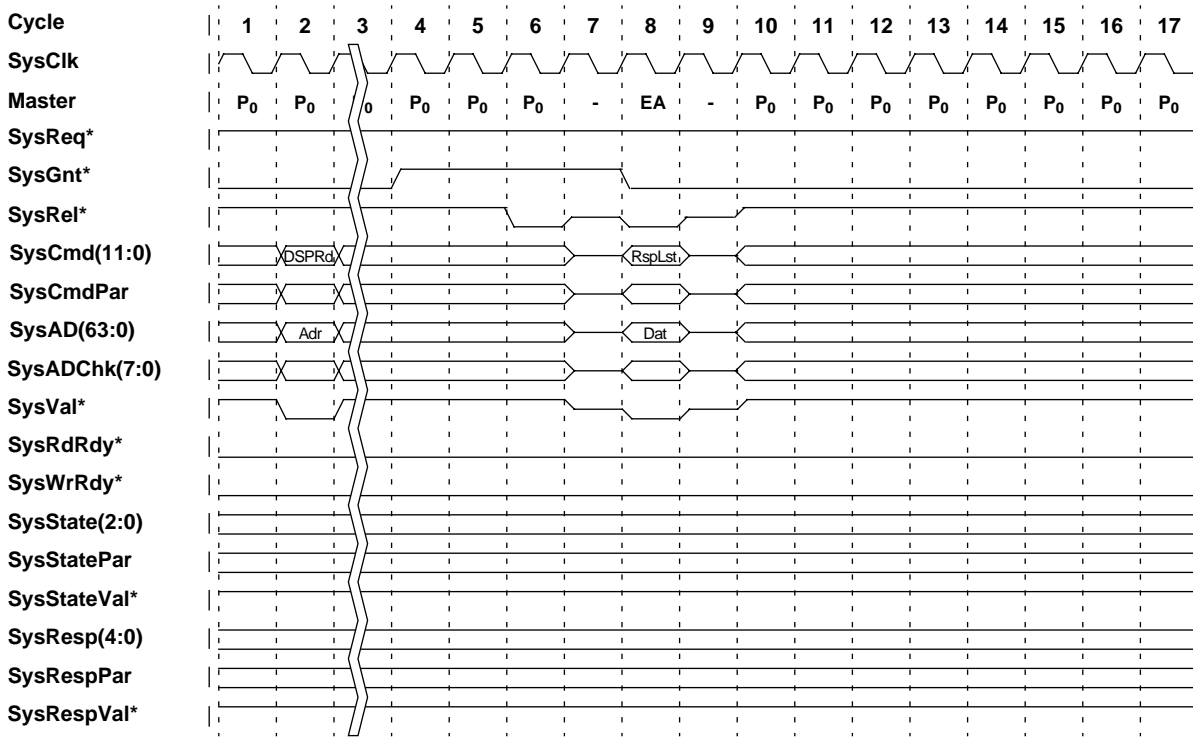 Cycle 1 2 3 4 5 6 7 8 9 10 11 12 13 14 15 16 17
SysClk
Master P0 P0 0 P0 P0 P0 - EA - P0 P0 P0 P0 P0 P0 P0 P0
SysReq*
SysGnt*
SysRel*
SysCmd(11:0) DSPRd RspLst
SysCmdPar
SysAD(63:0) Adr Dat
SysADChk(7:0)
SysVal*
SysRdRdy*
SysWrRdy*
SysState(2:0)
SysStatePar
SysStateVal*
SysResp(4:0)
SysRespPar
SysRespVal*